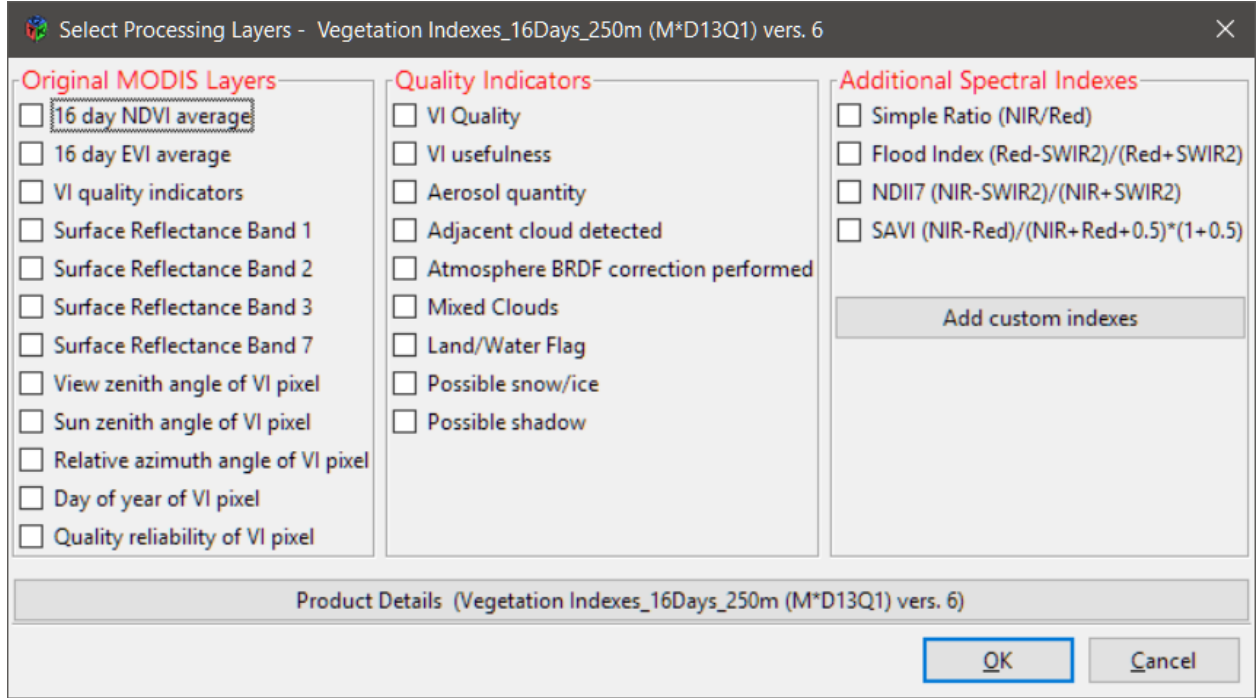 Select Processing Layers -  Vegetation Indexes_16Days_250m (M*D13Q1) vers. 6
Original MODIS Layers
16 day NDVI average
16 day EVI average
VI quality indicators
Surface Reflectance Band 1
Surface Reflectance Band 2
Surface Reflectance Band 3
Surface Reflectance Band 7
View zenith angle of VI pixel
Sun zenith angle of VI pixel
Relative azimuth angle of VI pixel
Day of year of VI pixel
Quality reliability of VI pixel
Quality Indicators
VI Quality
VI usefulness
Aerosol quantity
Adjacent cloud detected
Atmosphere BRDF correction performed
Mixed Clouds
Land/Water Flag
Possible snow/ice
Possible shadow
Additional Spectral Indexes
Simple Ratio (NIR/Red)
Flood Index (Red-SWIR2)/(Red+SWIR2)
NDII7 (NIR-SWIR2)/(NIR+SWIR2)
SAVI (NIR-Red)/(NIR+Red+0.5)*(1+0.5)
Add custom indexes
Product Details  (Vegetation Indexes_16Days_250m (M*D13Q1) vers. 6)
OK
Cancel